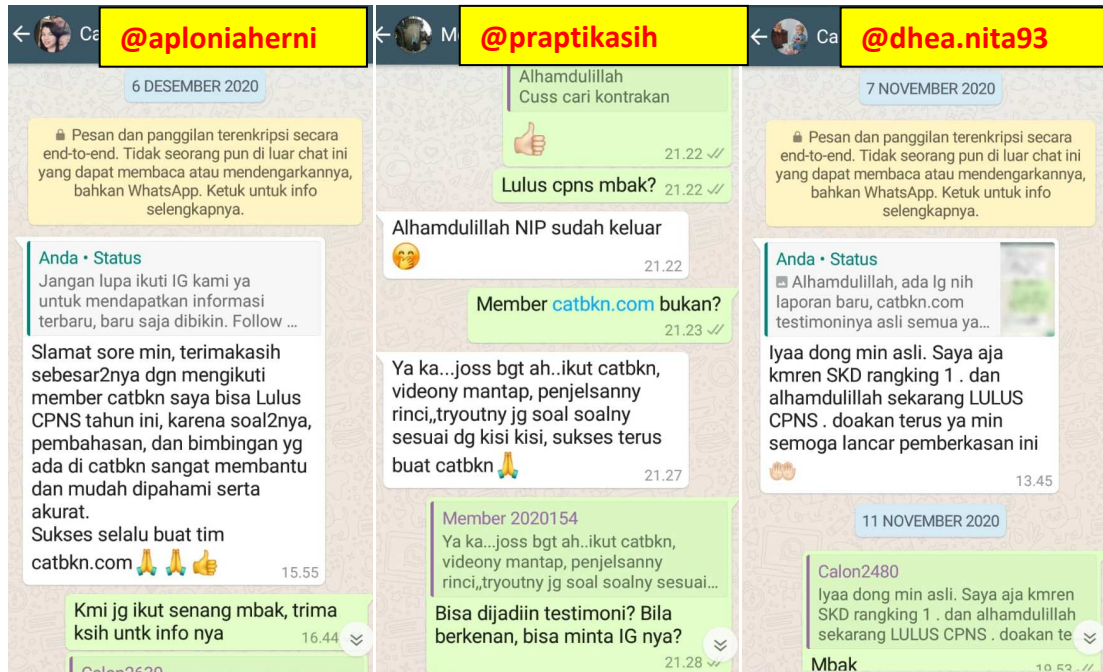 Ca @aploniaherni
6 DESEMBER 2020
Pesan dan panggilan terenkripsi secara
end-to-end. Tidak seorang pun di luar chat ini
yang dapat membaca atau mendengarkannya,
bahkan WhatsApp. Ketuk untuk info
selengkapnya.
Anda • Status
Jangan lupa ikuti IG kami ya
untuk mendapatkan informasi
terbaru, baru saja dibikin. Follow ...
Slamat sore min, terimakasih
sebesar2nya dgn mengikuti
member catbkn saya bisa Lulus
CPNS tahun ini, karena soal2nya,
pembahasan, dan bimbingan yg
ada di catbkn sangat membantu
dan mudah dipahami serta
akurat.
Sukses selalu buat tim
catbkn.com 🙏🙏👍
15.55
Kmi jg ikut senang mbak, trima
ksih untk info nya
16.44
Calon2630
M @praptikasih
Alhamdulillah
Cuss cari kontrakan
👍🏻
21.22
Lulus cpns mbak? 21.22
Alhamdulillah NIP sudah keluar
🤭
21.22
Member catbkn.com bukan?
21.23
Ya ka...joss bgt ah..ikut catbkn,
videony mantap, penjelsanny
rinci,,tryoutny jg soal soalny
sesuai dg kisi kisi, sukses terus
buat catbkn 🙏
21.27
Member 2020154
Ya ka...joss bgt ah..ikut catbkn,
videony mantap, penjelsanny
rinci,,tryoutny jg soal soalny sesuai...
Bisa dijadiin testimoni? Bila
berkenan, bisa minta IG nya?
21.28
Ca @dhea.nita93
7 NOVEMBER 2020
Pesan dan panggilan terenkripsi secara
end-to-end. Tidak seorang pun di luar chat ini
yang dapat membaca atau mendengarkannya,
bahkan WhatsApp. Ketuk untuk info
selengkapnya.
Anda • Status
Alhamdulillah, ada lg nih
laporan baru, catbkn.com
testimoninya asli semua ya...
Iyaa dong min asli. Saya aja
kmren SKD rangking 1 . dan
alhamdulillah sekarang LULUS
CPNS . doakan terus ya min
semoga lancar pemberkasan ini
🤲🏻
13.45
11 NOVEMBER 2020
Calon2480
Iyaa dong min asli. Saya aja kmren
SKD rangking 1 . dan alhamdulillah
sekarang LULUS CPNS . doakan te
Mbak
19.53